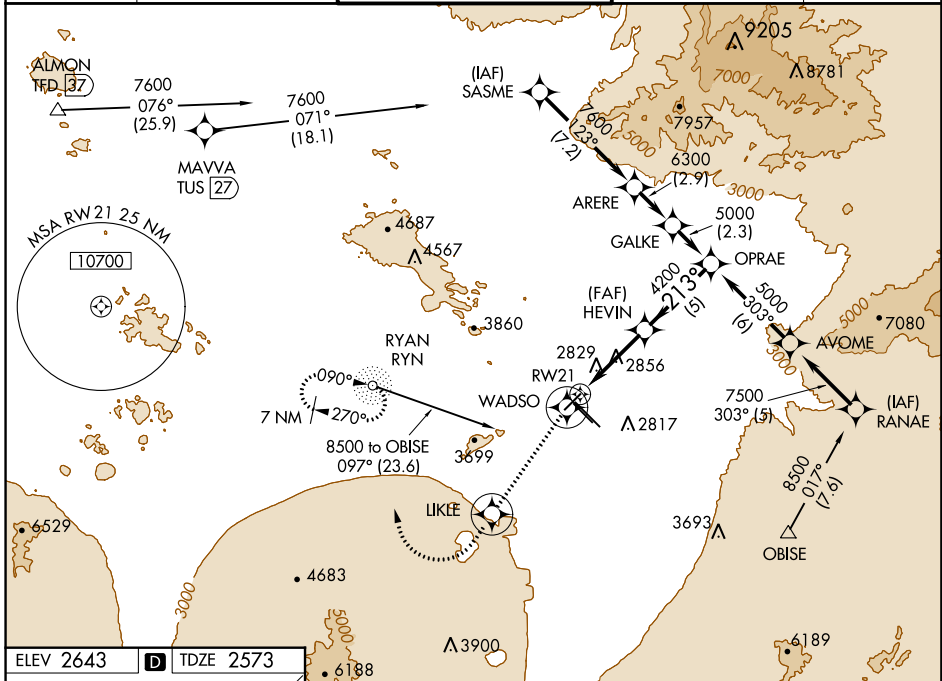 9205
ALMON
TFD 37
7600
076°
(25.9)
7600
071°
(18.1)
(IAF)
SASME
7000
8781
7957
5000
7600
123°
(7.2)
MAVVA
TUS 27
6300
(2.9)
3000
ARERE
5000
(2.3)
GALKE
OPRAE
MSA RW21 25 NM
10700
4687
4567
4200
213°
(5)
(FAF)
HEVIN
5000
303°
(6)
5000
7080
3860
AVOME
3000
RYAN
RYN
2829
2856
RW21
WADSO
090°
270°
7 NM
8500 to OBISE
097° (23.6)
3699
2817
7500
303° (5)
(IAF)
RANAE
8500
017°
(7.6)
LIKLE
3693
OBISE
6529
4683
3000
5000
3900
6189
6188
ELEV 2643
D
TDZE 2573